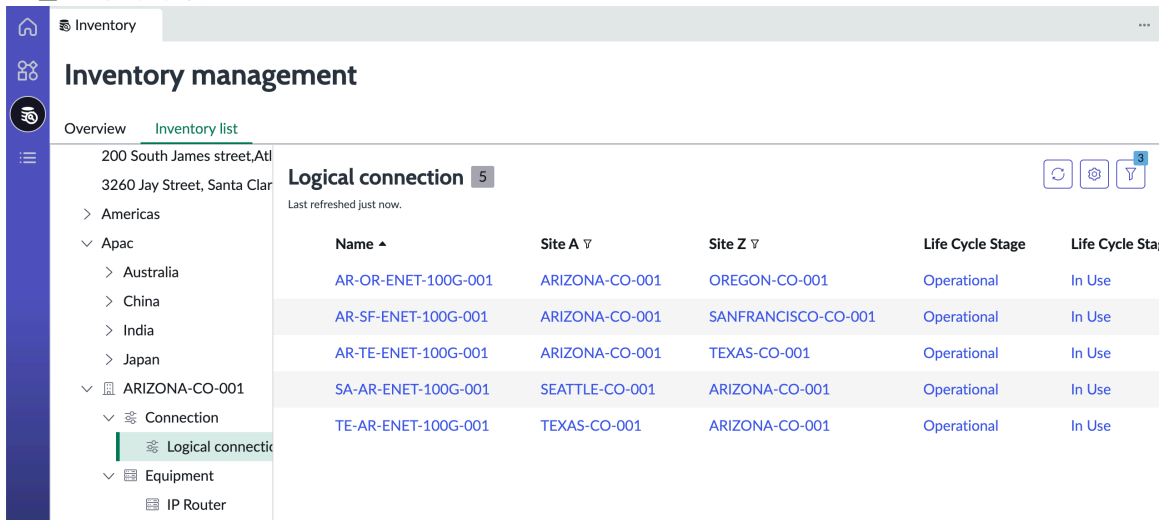 Inventory
Inventory management
Overview Inventory list
200 South James street,Atl
3260 Jay Street, Santa Clar
Americas
Apac
Australia
China
India
Japan
ARIZONA-CO-001
Connection
Logical connectio
Equipment
IP Router
Logical connection 5
3
Last refreshed just now.
Name Site A Site Z Life Cycle Stage Life Cycle Sta
AR-OR-ENET-100G-001 ARIZONA-CO-001 OREGON-CO-001 Operational In Use
AR-SF-ENET-100G-001 ARIZONA-CO-001 SANFRANCISCO-CO-001 Operational In Use
AR-TE-ENET-100G-001 ARIZONA-CO-001 TEXAS-CO-001 Operational In Use
SA-AR-ENET-100G-001 SEATTLE-CO-001 ARIZONA-CO-001 Operational In Use
TE-AR-ENET-100G-001 TEXAS-CO-001 ARIZONA-CO-001 Operational In Use